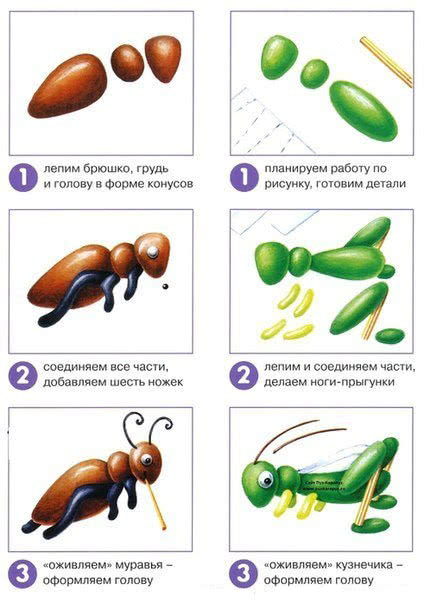 1
лепим брюшко, грудь
и голову в форме конусов
1
планируем работу по
рисунку, готовим детали
2
соединяем все части,
добавляем шесть ножек
2
лепим и соединяем части,
делаем ноги-прыгунки
3
«оживляем» муравья –
оформляем голову
3
«оживляем» кузнечика –
оформляем голову